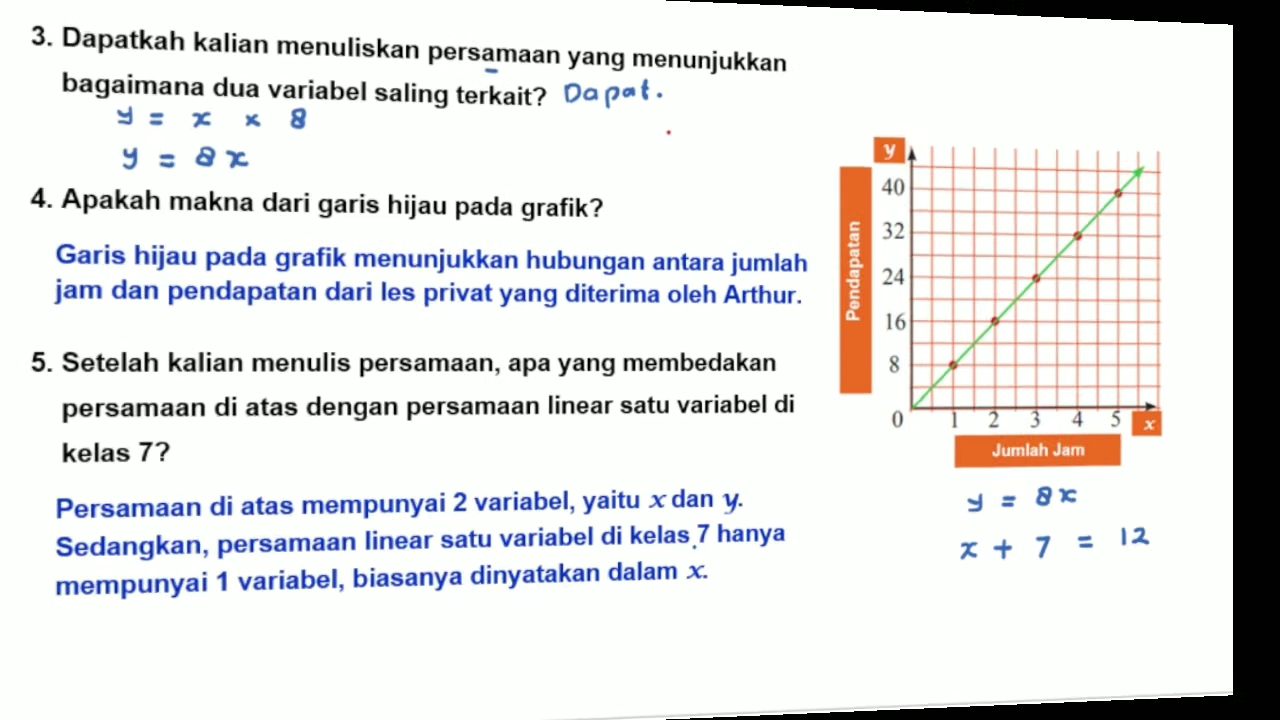 3. Dapatkah kalian menuliskan persamaan yang menunjukkan
bagaimana dua variabel saling terkait? Dapat.
y = x × 8
y = 8x
4. Apakah makna dari garis hijau pada grafik?
Garis hijau pada grafik menunjukkan hubungan antara jumlah
jam dan pendapatan dari les privat yang diterima oleh Arthur.
5. Setelah kalian menulis persamaan, apa yang membedakan
persamaan di atas dengan persamaan linear satu variabel di
kelas 7?
Persamaan di atas mempunyai 2 variabel, yaitu x dan y.
Sedangkan, persamaan linear satu variabel di kelas 7 hanya
mempunyai 1 variabel, biasanya dinyatakan dalam x.
y
Pendapatan
40
32
24
16
8
0 1 2 3 4 5 x
Jumlah Jam
y = 8x
x + 7 = 12